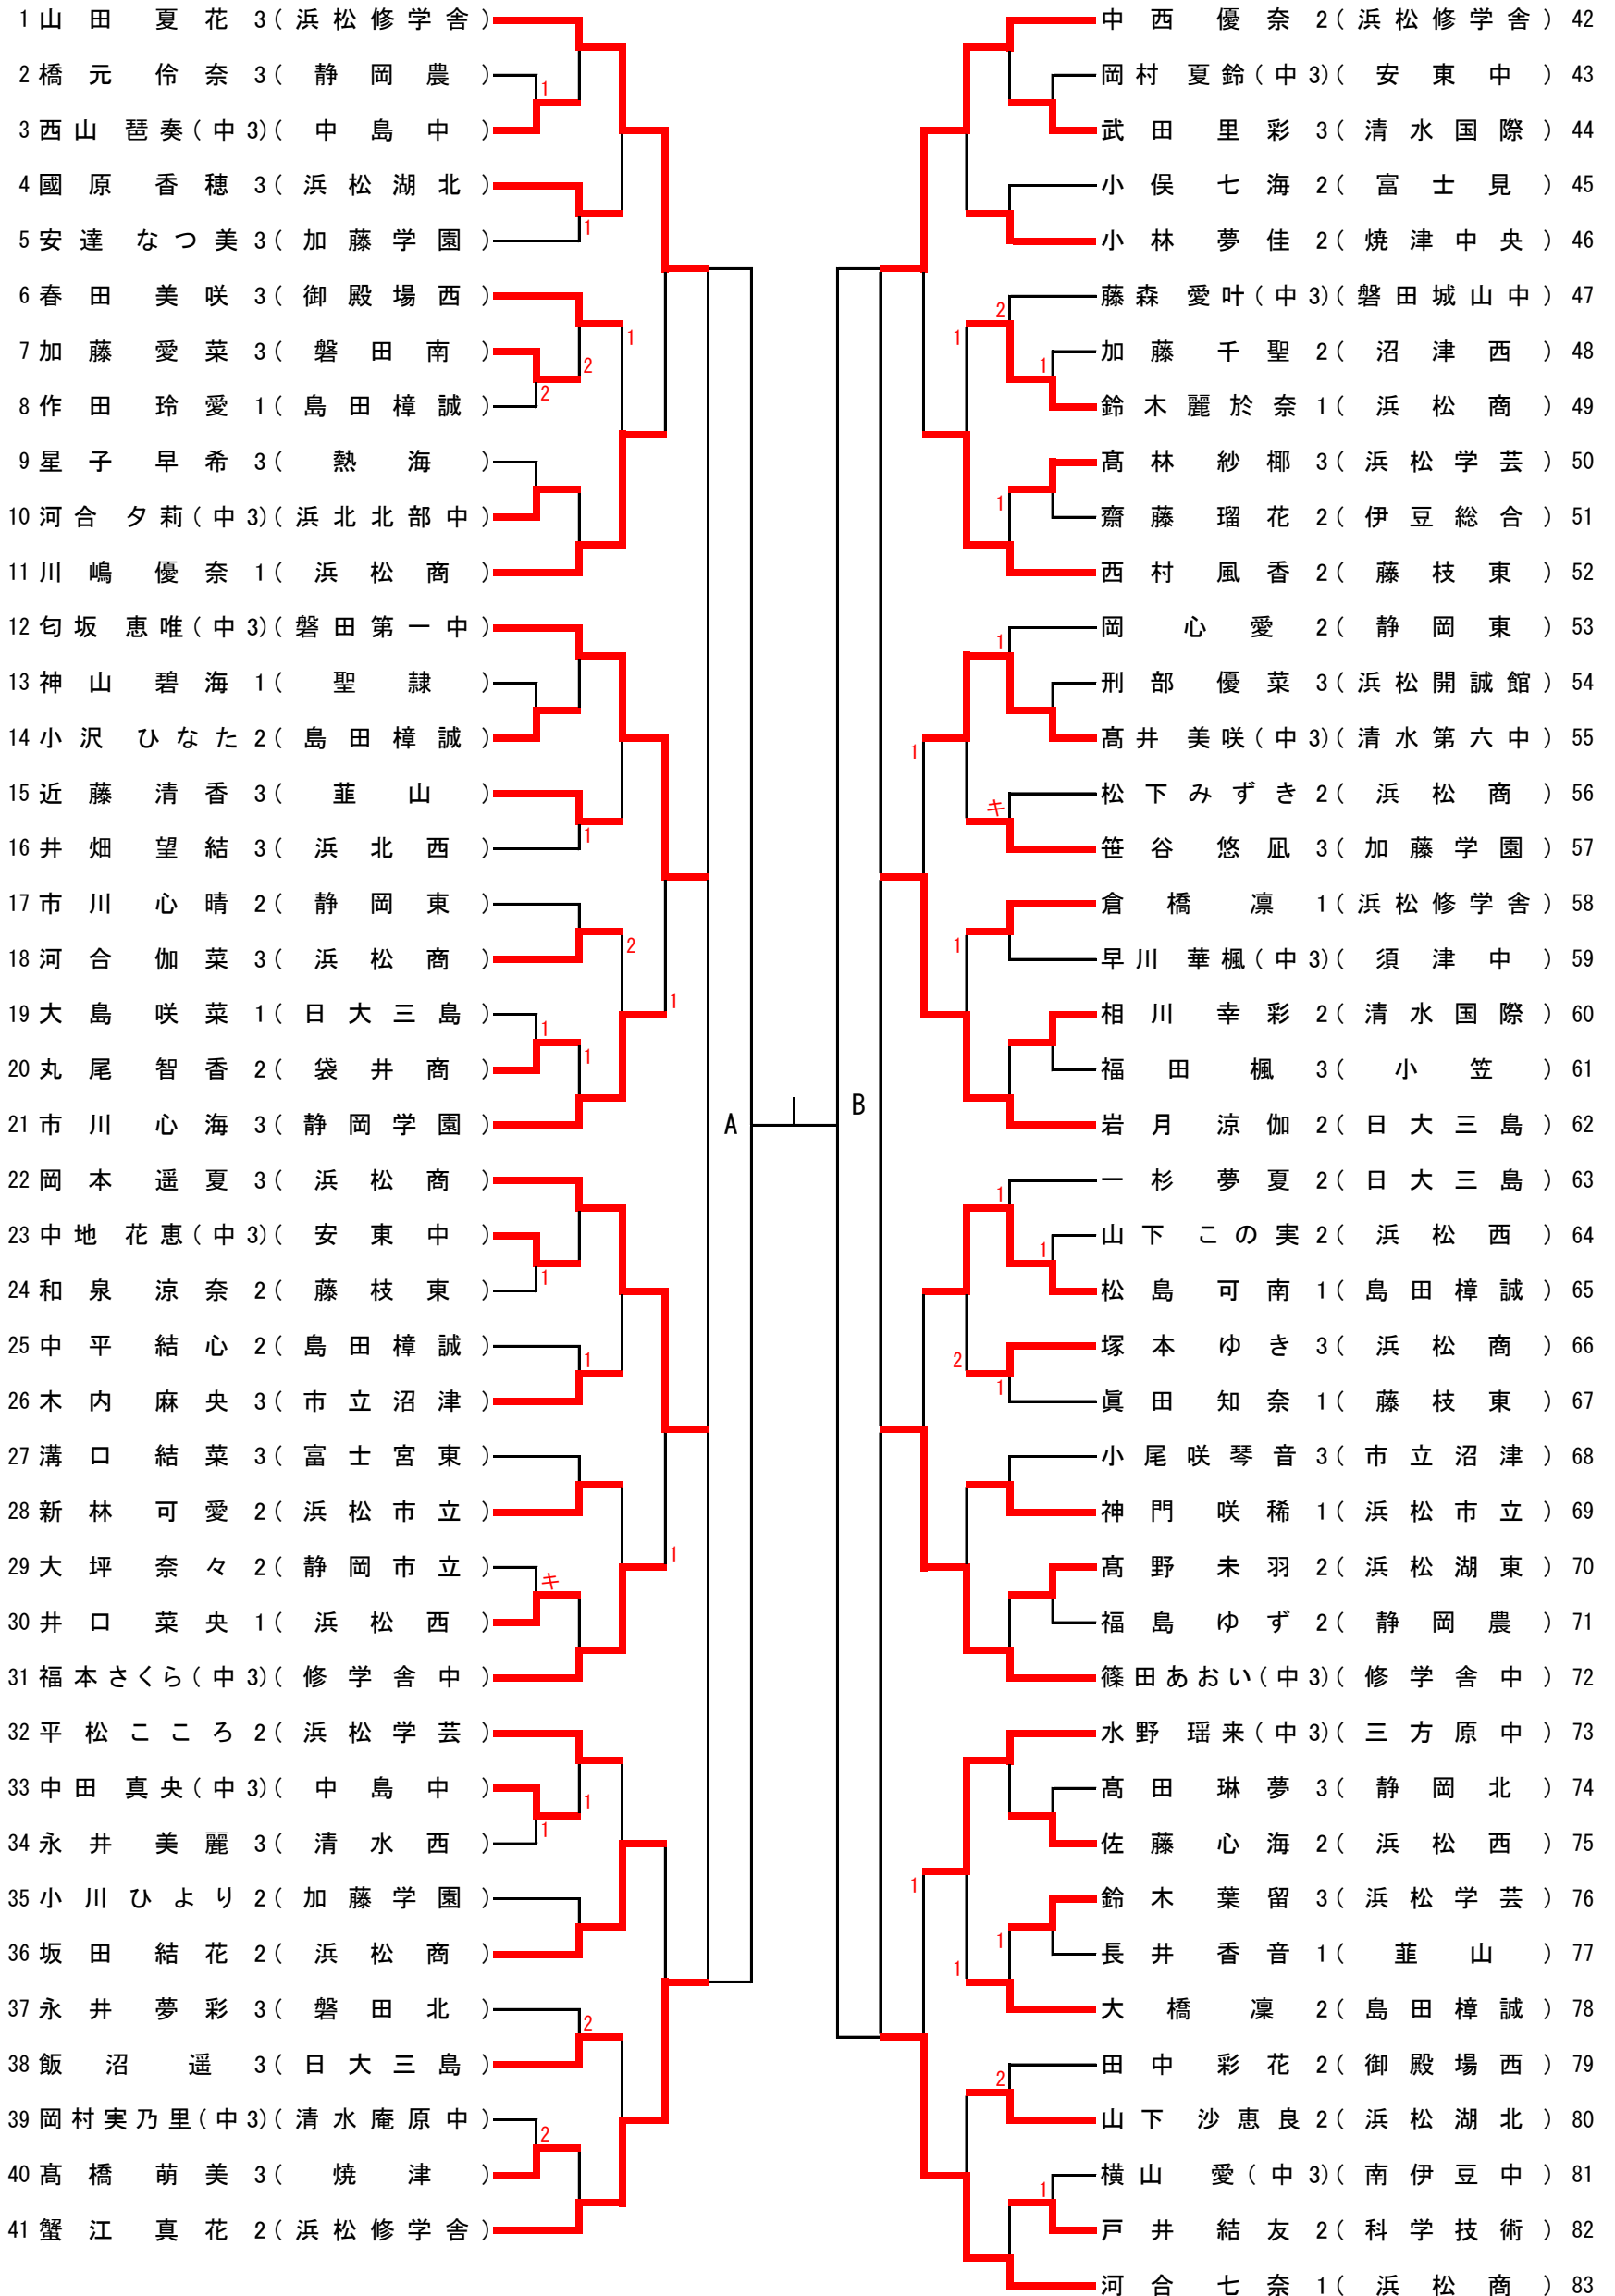 1 山田 夏花 3(浜松修学舎)
2 橋元 伶奈 3(静岡農)
1
3 西山 琶奏(中3)(中島中)
4 國原 香穂 3(浜松湖北)
1
5 安達 なつ美 3(加藤学園)
6 春田 美咲 3(御殿場西)
1
7 加藤 愛菜 3(磐田南)
2
2
8 作田 玲愛 1(島田樟誠)
9 星子 早希 3(熱海)
10 河合 夕莉(中3)(浜北北部中)
11 川嶋 優奈 1(浜松商)
12 匂坂 恵唯(中3)(磐田第一中)
13 神山 碧海 1(聖隷)
14 小沢 ひなた 2(島田樟誠)
15 近藤 清香 3(韮山)
1
16 井畑 望結 3(浜北西)
17 市川 心晴 2(静岡東)
2
18 河合 伽菜 3(浜松商)
1
19 大島 咲菜 1(日大三島)
1
1
20 丸尾 智香 2(袋井商)
21 市川 心海 3(静岡学園)
A
22 岡本 遥夏 3(浜松商)
23 中地 花恵(中3)(安東中)
1
24 和泉 涼奈 2(藤枝東)
25 中平 結心 2(島田樟誠)
1
26 木内 麻央 3(市立沼津)
27 溝口 結菜 3(富士宮東)
28 新林 可愛 2(浜松市立)
1
29 大坪 奈々 2(静岡市立)
キ
30 井口 菜央 1(浜松西)
31 福本さくら(中3)(修学舎中)
32 平松こころ 2(浜松学芸)
33 中田 真央(中3)(中島中)
1
1
34 永井 美麗 3(清水西)
35 小川ひより 2(加藤学園)
36 坂田 結花 2(浜松商)
37 永井 夢彩 3(磐田北)
2
38 飯沼 遥 3(日大三島)
39 岡村実乃里(中3)(清水庵原中)
2
40 髙橋 萌美 3(焼津)
41 蟹江 真花 2(浜松修学舎)
中西 優奈 2(浜松修学舎) 42
岡村 夏鈴(中3)(安東中) 43
武田 里彩 3(清水国際) 44
小俣 七海 2(富士見) 45
小林 夢佳 2(焼津中央) 46
藤森 愛叶(中3)(磐田城山中) 47
2
1
加藤 千聖 2(沼津西) 48
1
鈴木麗於奈 1(浜松商) 49
髙林 紗椰 3(浜松学芸) 50
1
齋藤 瑠花 2(伊豆総合) 51
西村 風香 2(藤枝東) 52
岡 心愛 2(静岡東) 53
1
刑部 優菜 3(浜松開誠館) 54
髙井 美咲(中3)(清水第六中) 55
1
松下みずき 2(浜松商) 56
キ
笹谷 悠凪 3(加藤学園) 57
倉橋 凛 1(浜松修学舎) 58
1
早川 華楓(中3)(須津中) 59
相川 幸彩 2(清水国際) 60
福田 楓 3(小笠) 61
B
岩月 涼伽 2(日大三島) 62
一杉 夢夏 2(日大三島) 63
1
山下 この実 2(浜松西) 64
1
松島 可南 1(島田樟誠) 65
塚本 ゆき 3(浜松商) 66
2
1
眞田 知奈 1(藤枝東) 67
小尾咲琴音 3(市立沼津) 68
神門 咲稀 1(浜松市立) 69
髙野 未羽 2(浜松湖東) 70
福島 ゆず 2(静岡農) 71
篠田あおい(中3)(修学舎中) 72
水野 瑶来(中3)(三方原中) 73
髙田 琳夢 3(静岡北) 74
佐藤 心海 2(浜松西) 75
1
鈴木 葉留 3(浜松学芸) 76
1
長井 香音 1(韮山) 77
1
大橋 凜 2(島田樟誠) 78
田中 彩花 2(御殿場西) 79
2
山下 沙恵良 2(浜松湖北) 80
横山 愛(中3)(南伊豆中) 81
1
戸井 結友 2(科学技術) 82
河合 七奈 1(浜松商) 83